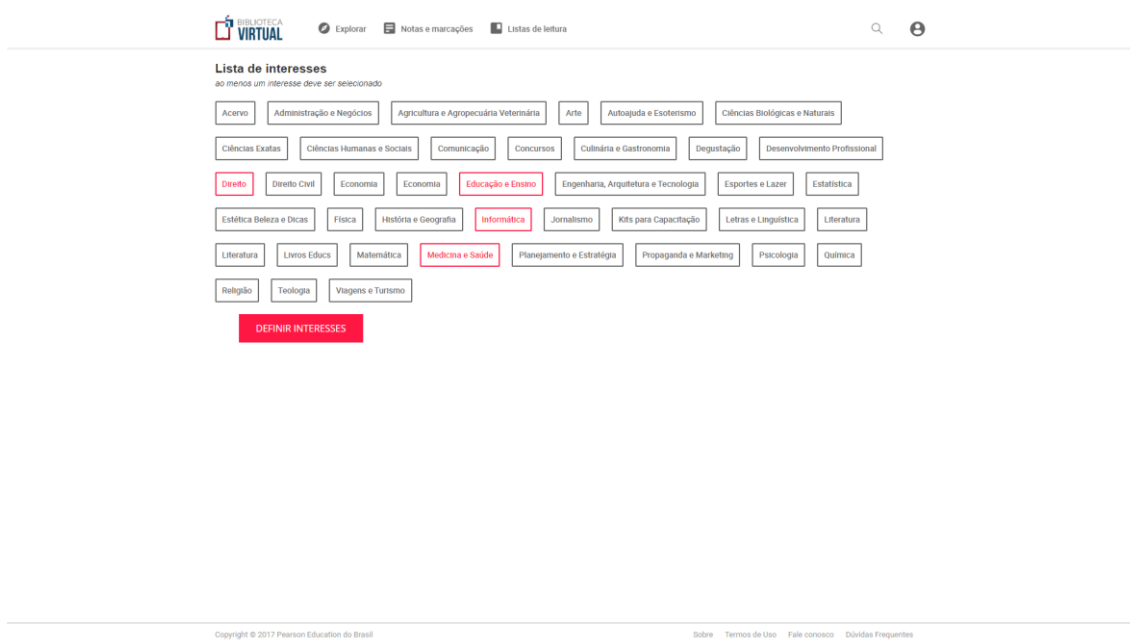 BIBLIOTECA
VIRTUAL
Explorar Notas e marcações Listas de leitura
Lista de interesses
ao menos um interesse deve ser selecionado
Acervo Administração e Negócios Agricultura e Agropecuária Veterinária Arte Autoajuda e Esoterismo Ciências Biológicas e Naturais
Ciências Exatas Ciências Humanas e Sociais Comunicação Concursos Culinária e Gastronomia Degustação Desenvolvimento Profissional
Direito Direito Civil Economia Economia Educação e Ensino Engenharia, Arquitetura e Tecnologia Esportes e Lazer Estatística
Estética Beleza e Dicas Física História e Geografia Informática Jornalismo Kits para Capacitação Letras e Linguística Literatura
Literatura Livros Educs Matemática Medicina e Saúde Planejamento e Estratégia Propaganda e Marketing Psicologia Química
Religião Teologia Viagens e Turismo
DEFINIR INTERESSES
Copyright © 2017 Pearson Education do Brasil Sobre Termos de Uso Fale conosco Dúvidas Frequentes